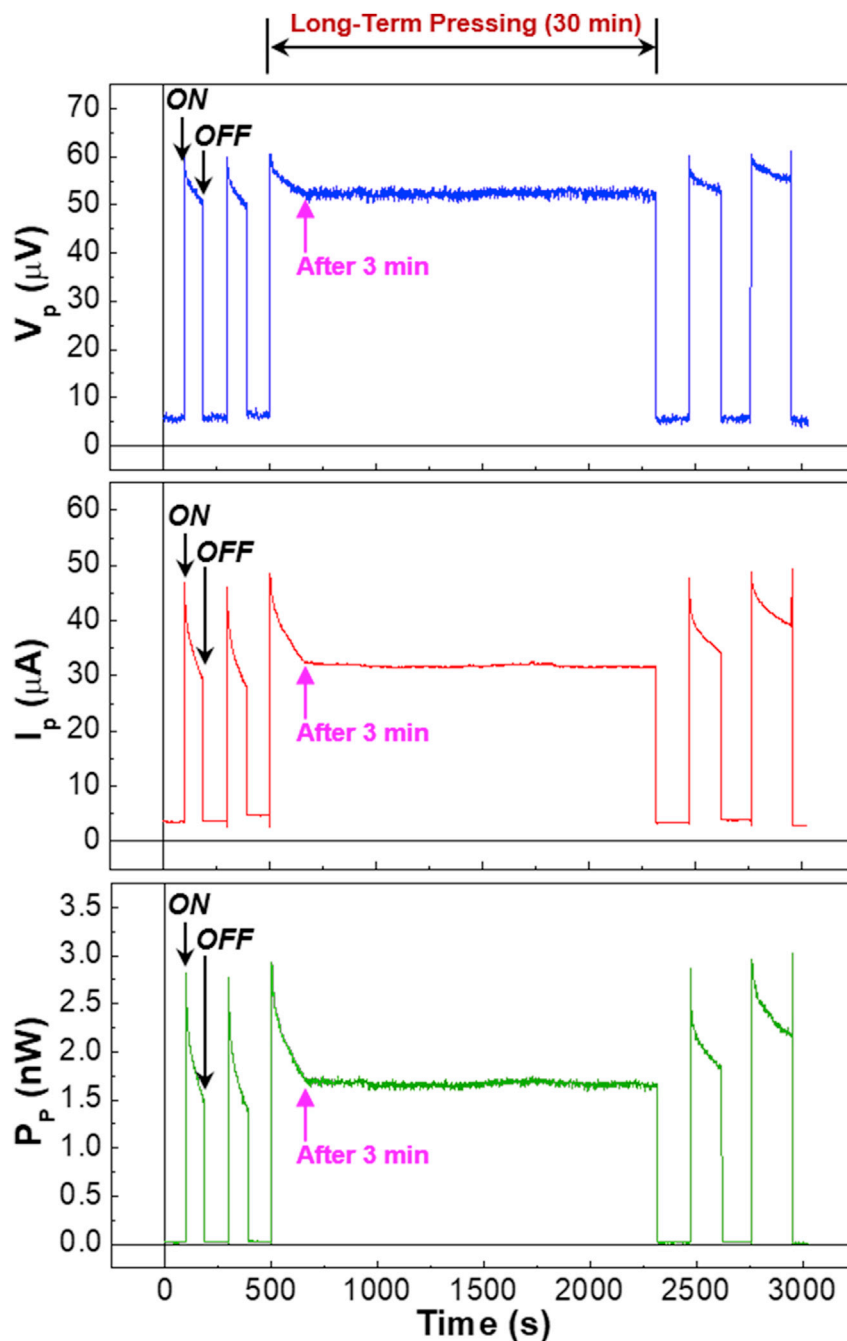 Long-Term Pressing (30 min)
70
60
50
40
30
20
10
0
V_p (μV)
ON
OFF
After 3 min
60
50
40
30
20
10
0
I_p (μA)
ON
OFF
After 3 min
3.5
3.0
2.5
2.0
1.5
1.0
0.5
0.0
P_P (nW)
ON
OFF
After 3 min
0 500 1000 1500 2000 2500 3000
Time (s)